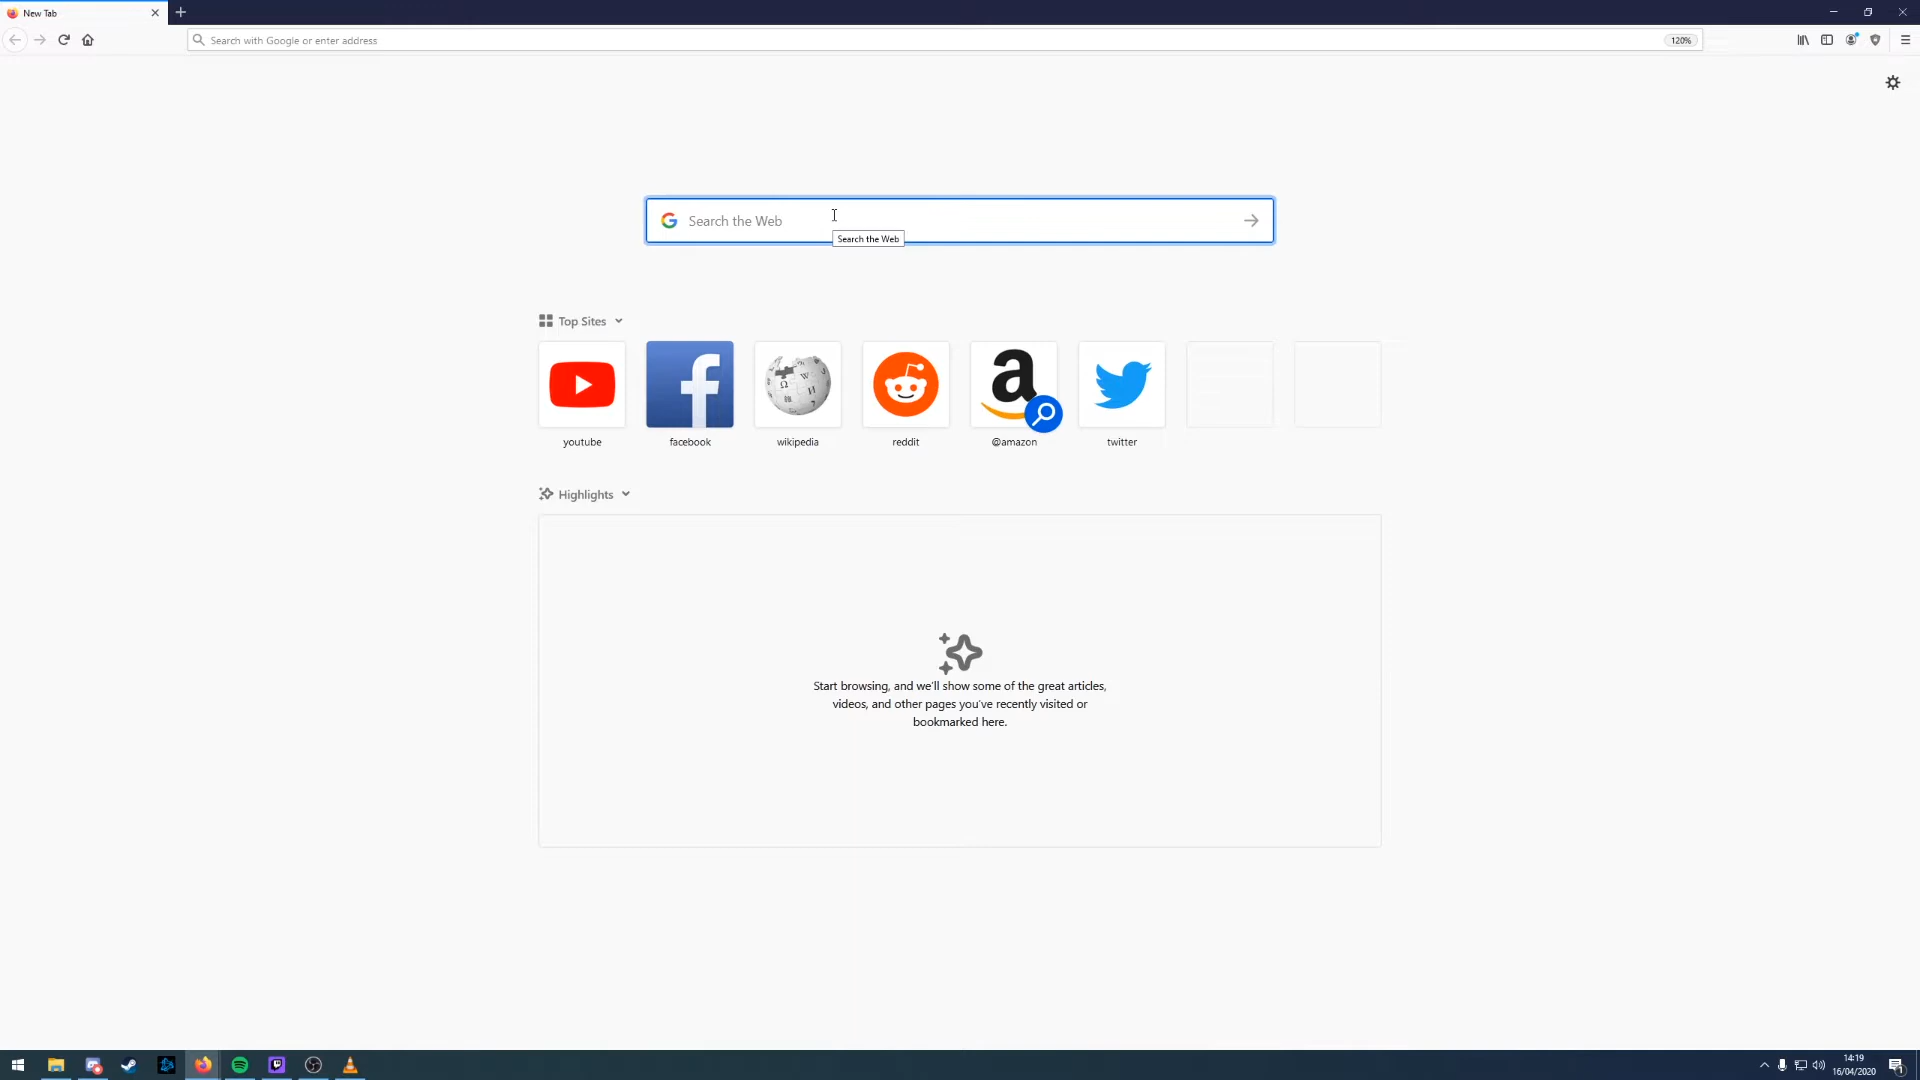 New Tab
Search with Google or enter address
120%
Search the Web
Search the Web
Top Sites
youtube
facebook
wikipedia
reddit
@amazon
twitter
Highlights
Start browsing, and we'll show some of the great articles,
videos, and other pages you've recently visited or
bookmarked here.
14:19
16/04/2020